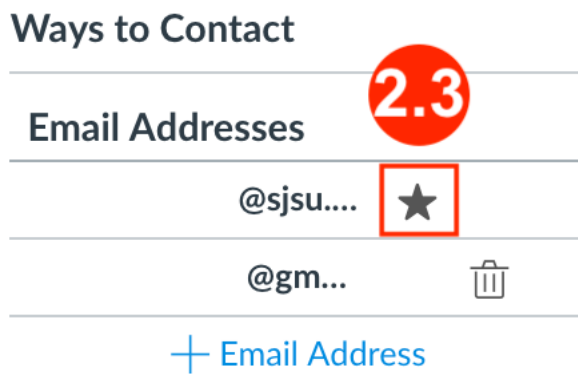 Ways to Contact
2.3
Email Addresses
@sjsu....
@gm...
+ Email Address